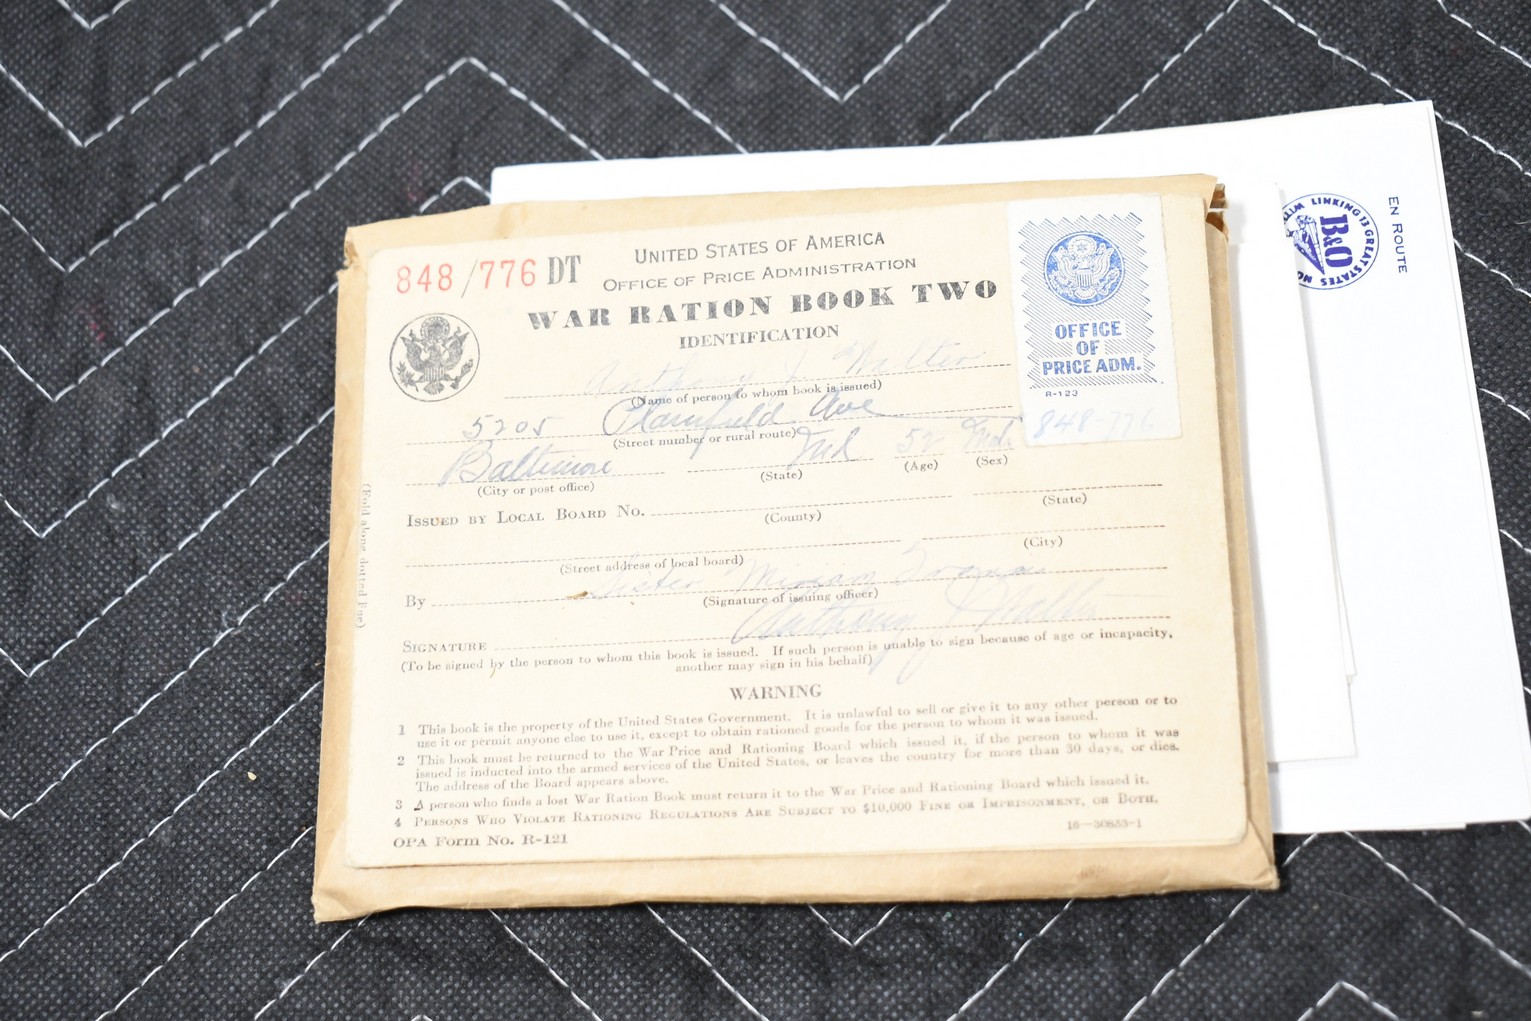 848/776 DT
UNITED STATES OF AMERICA
OFFICE OF PRICE ADMINISTRATION
WAR RATION BOOK TWO
IDENTIFICATION
OFFICE
OF
PRICE ADM.
R-123
848-776
Anthony J. Walter
(Name of person to whom book is issued)
5205 Plainfield Ave
(Street number or rural route)
Baltimore Md 52
(City or post office) (State) (Age) (Sex)
ISSUED BY LOCAL BOARD NO.
(County) (State)
(Street address of local board) (City)
Sister Miriam
By
(Signature of issuing officer)
Anthony J
SIGNATURE
(To be signed by the person to whom this book is issued. If such person is unable to sign because of age or incapacity,
another may sign in his behalf)
WARNING
1 This book is the property of the United States Government. It is unlawful to sell or give it to any other person or to
use it or permit anyone else to use it, except to obtain rationed goods for the person to whom it was issued.
2 This book must be returned to the War Price and Rationing Board which issued it, if the person to whom it was
issued is inducted into the armed services of the United States, or leaves the country for more than 30 days, or dies.
The address of the Board appears above.
3 A person who finds a lost War Ration Book must return it to the War Price and Rationing Board which issued it.
4 PERSONS WHO VIOLATE RATIONING REGULATIONS ARE SUBJECT TO $10,000 FINE OR IMPRISONMENT, OR BOTH.
OPA Form No. R-121
16—30853-1
(Fold along dotted line)
EN ROUTE
LINKING 13 GREAT STATES
B&O